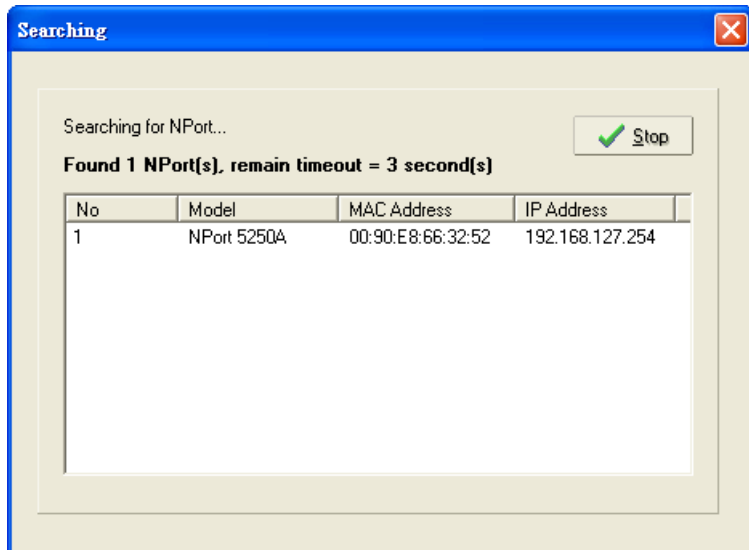 Searching
Searching for NPort...
Stop
Found 1 NPort(s), remain timeout = 3 second(s)
No Model MAC Address IP Address
1 NPort 5250A 00:90:E8:66:32:52 192.168.127.254